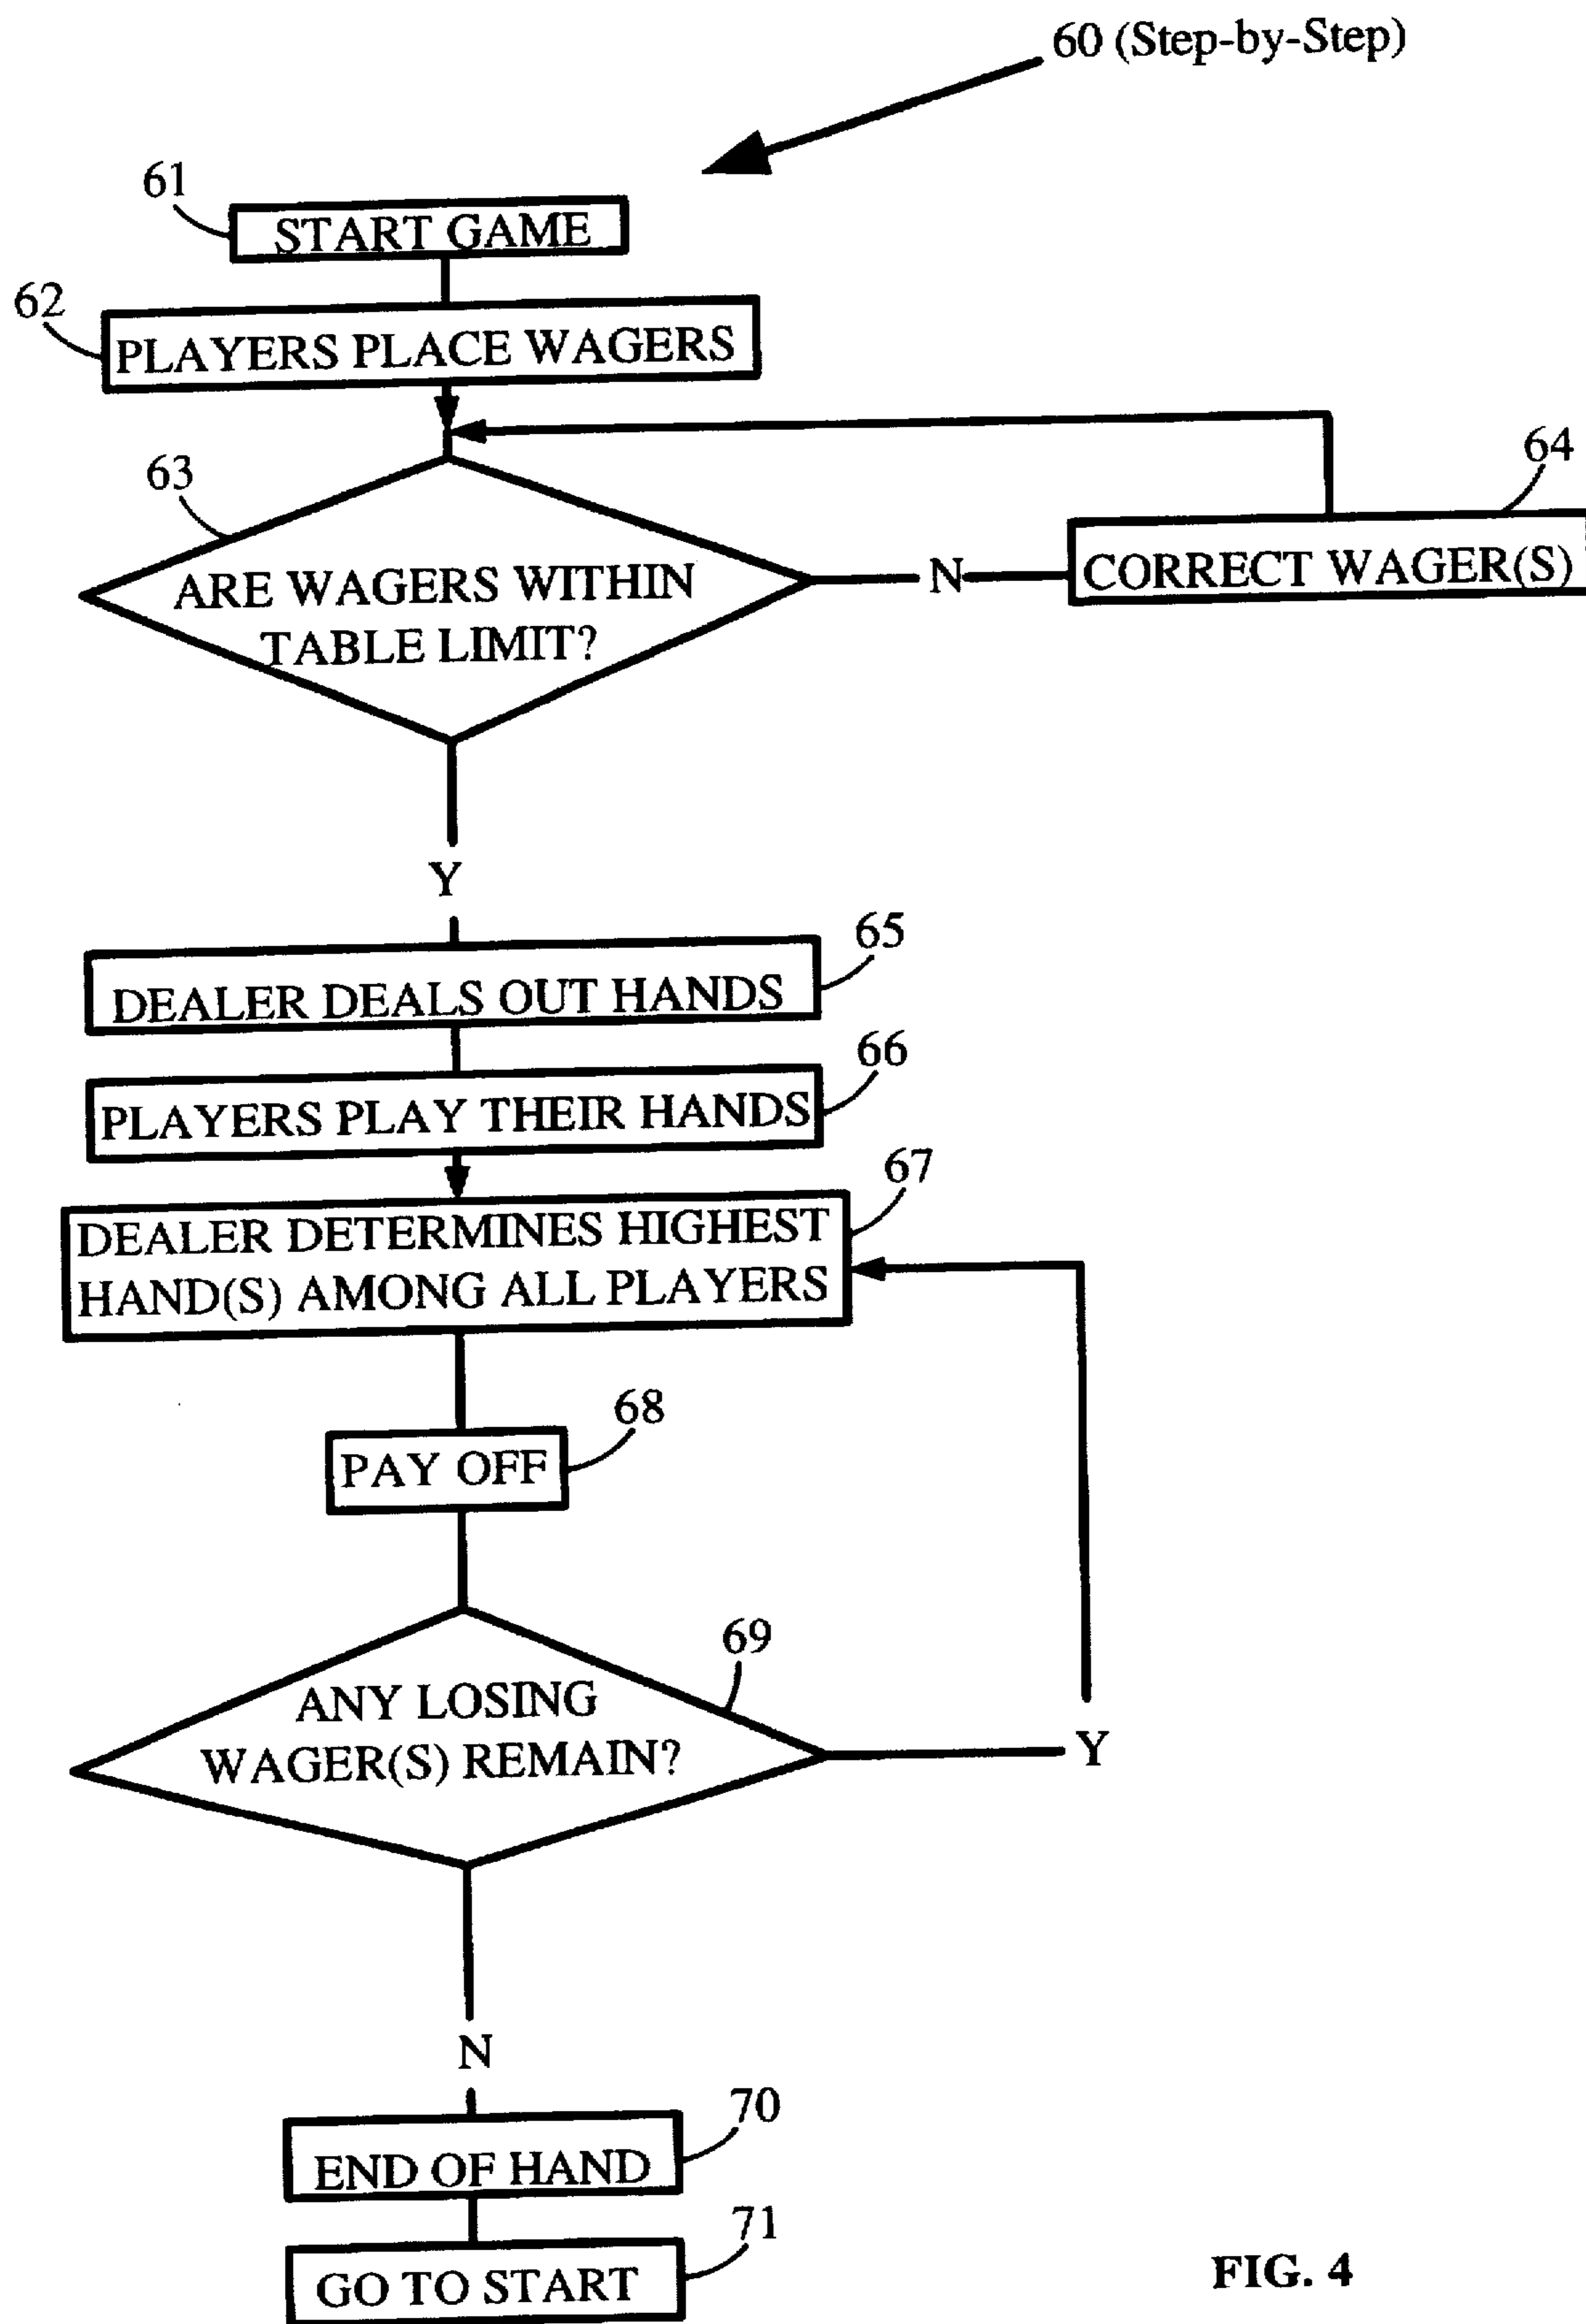 60 (Step-by-Step)
61
START GAME
62
PLAYERS PLACE WAGERS
63
64
ARE WAGERS WITHIN
TABLE LIMIT?
N
CORRECT WAGER(S)
Y
65
DEALER DEALS OUT HANDS
66
PLAYERS PLAY THEIR HANDS
67
DEALER DETERMINES HIGHEST
HAND(S) AMONG ALL PLAYERS
68
PAY OFF
69
ANY LOSING
WAGER(S) REMAIN?
Y
N
70
END OF HAND
71
GO TO START
FIG. 4